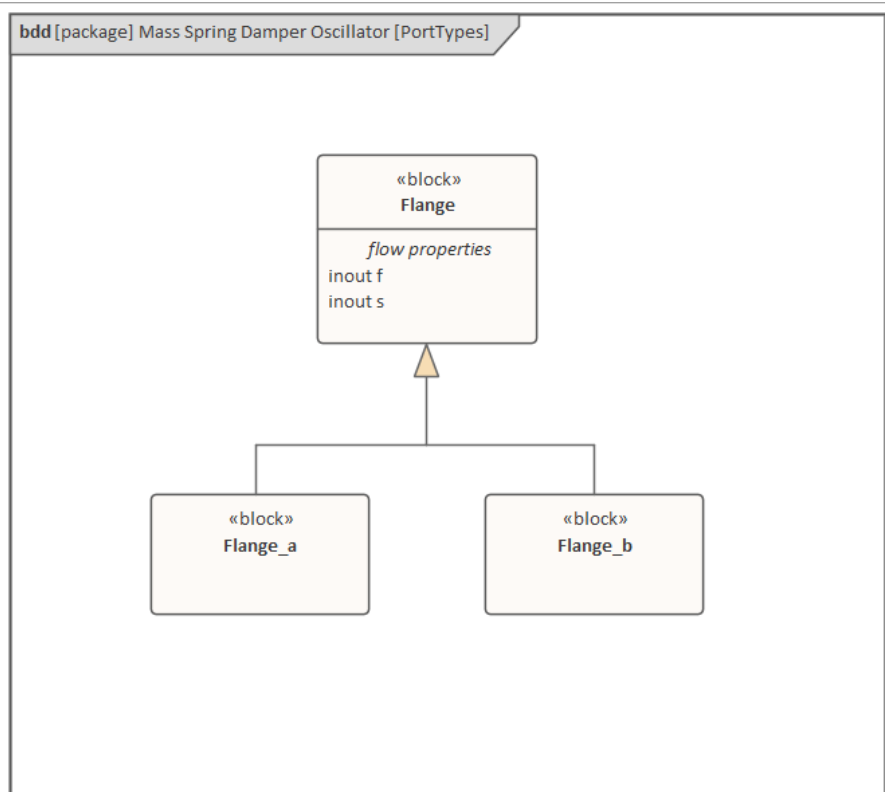 bdd [package] Mass Spring Damper Oscillator [PortTypes]
«block»
Flange
flow properties
inout f
inout s
«block»
Flange_a
«block»
Flange_b